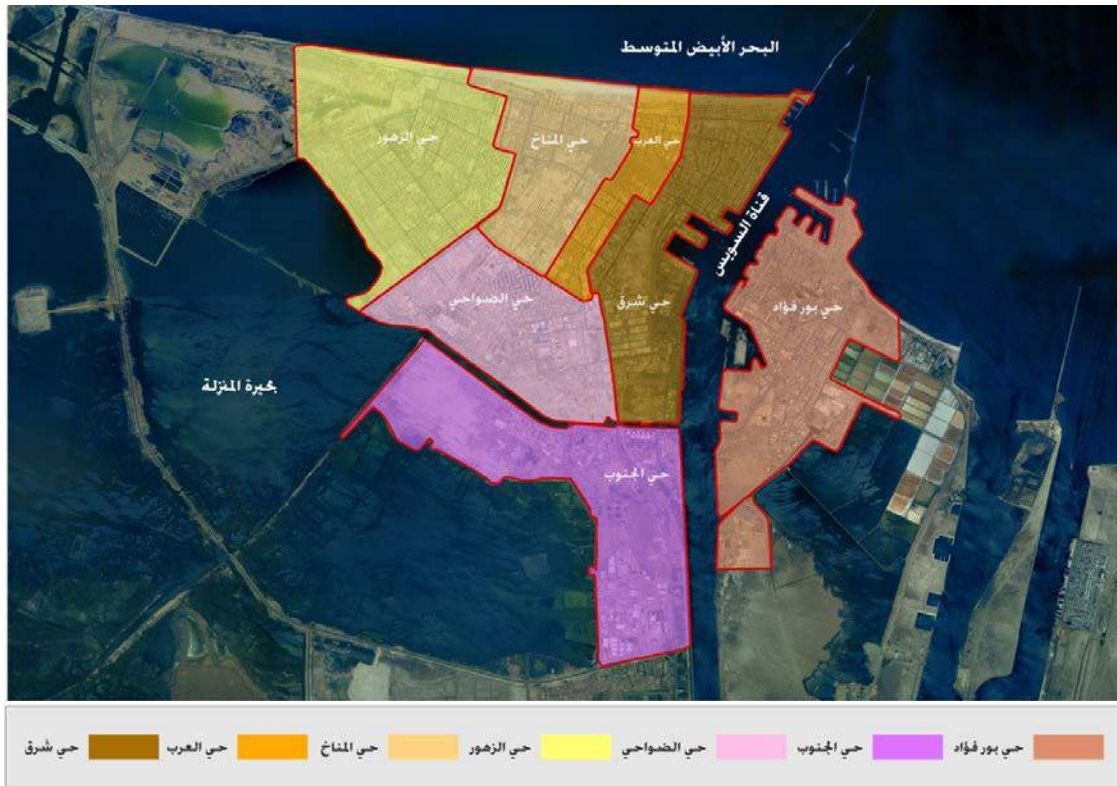 البحر الأبيض المتوسط
حي الزهور
حي المناخ
حي العرب
قناة السويس
حي الضواحي
حي شرق
حي بور فؤاد
بحيرة المنزلة
حي الجنوب
حي بور فؤاد
حي الجنوب
حي الضواحي
حي الزهور
حي المناخ
حي العرب
حي شرق